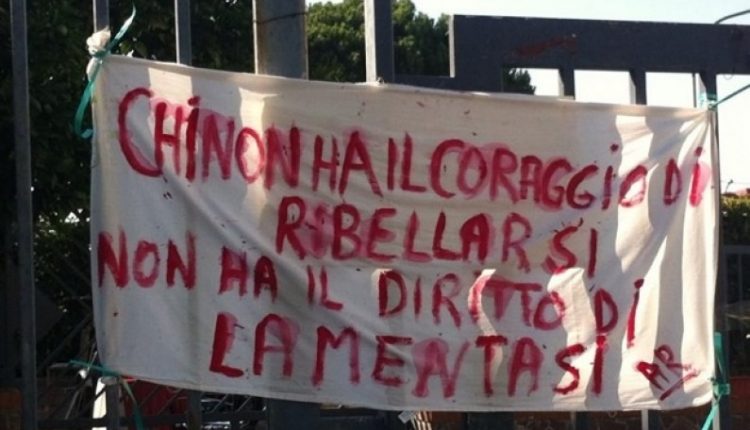 CHI NON HA IL CORAGGIO DI
RIBELLARSI
NON HA IL DIRITTO DI
LAMENTASI